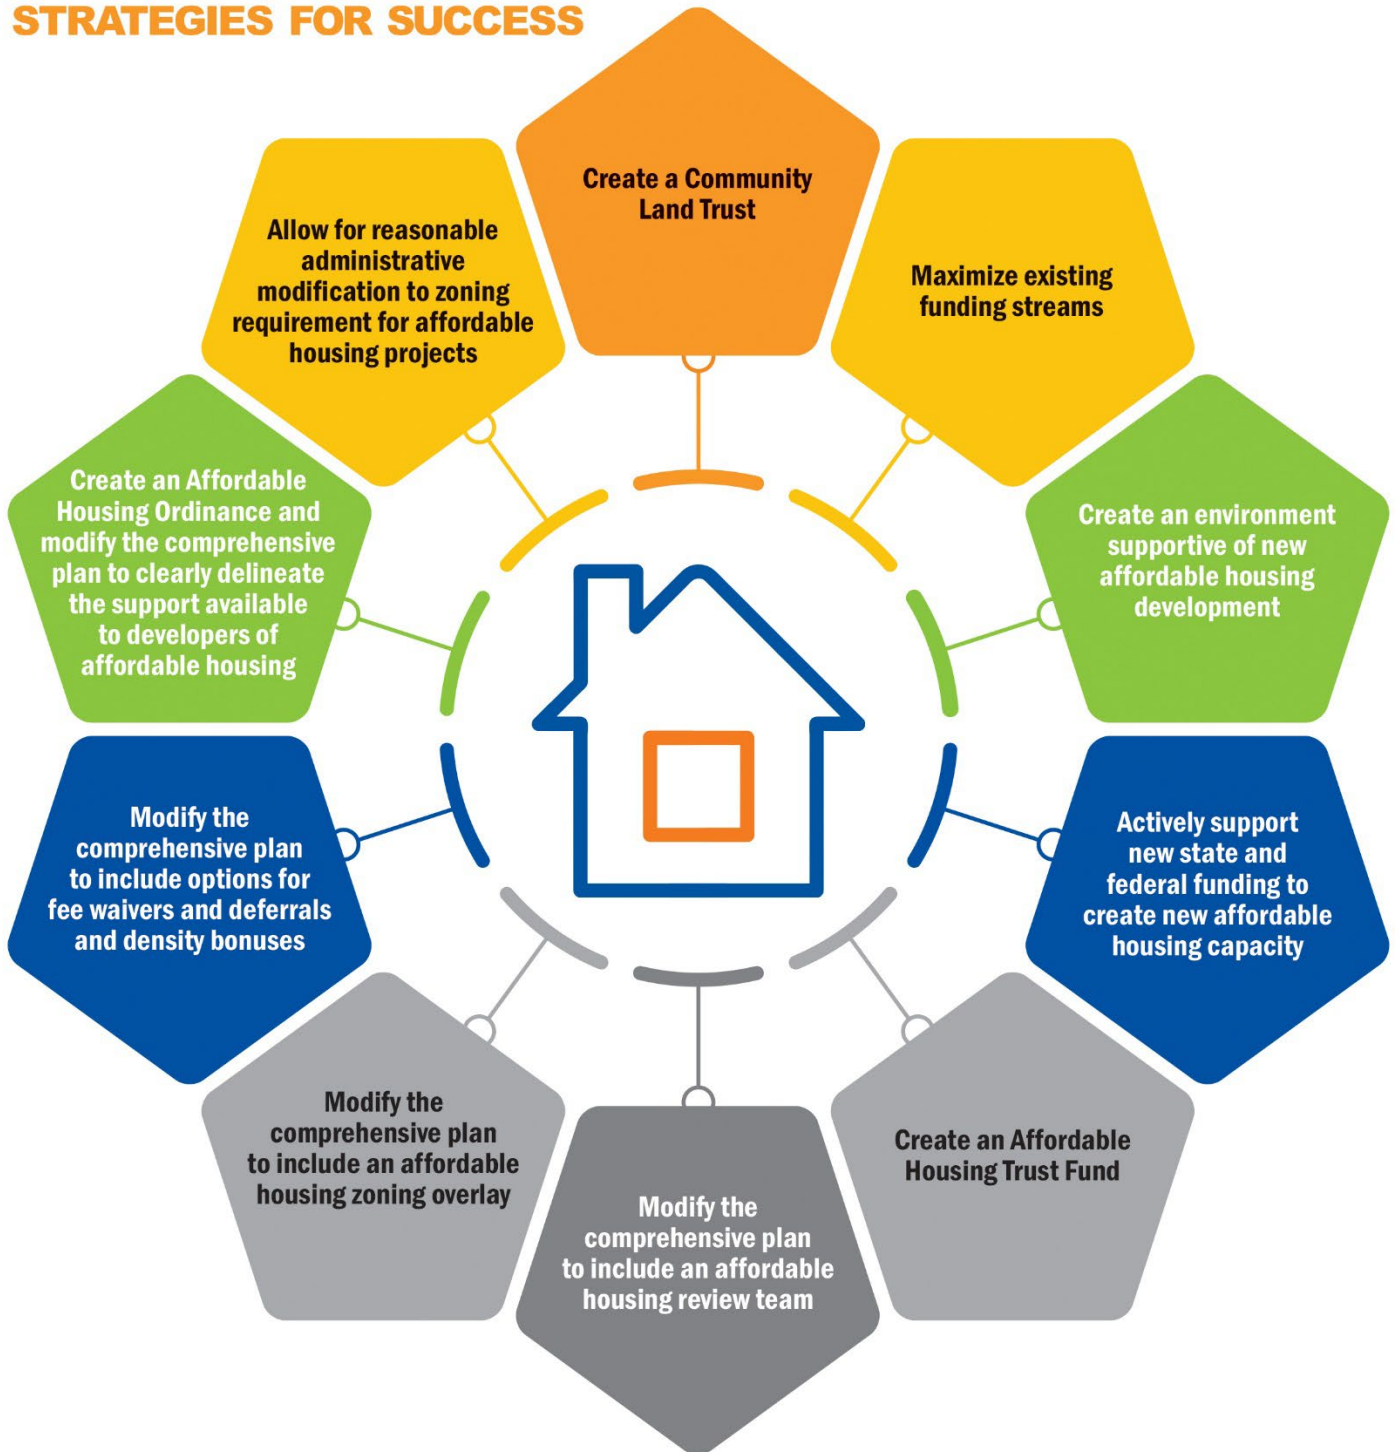 STRATEGIES FOR SUCCESS
Create a Community
Land Trust
Maximize existing
funding streams
Create an environment
supportive of new
affordable housing
development
Actively support
new state and
federal funding to
create new affordable
housing capacity
Create an Affordable
Housing Trust Fund
Modify the
comprehensive plan
to include an affordable
housing review team
Modify the
comprehensive plan
to include an affordable
housing zoning overlay
Modify the
comprehensive plan
to include options for
fee waivers and deferrals
and density bonuses
Create an Affordable
Housing Ordinance and
modify the comprehensive
plan to clearly delineate
the support available
to developers of
affordable housing
Allow for reasonable
administrative
modification to zoning
requirement for affordable
housing projects